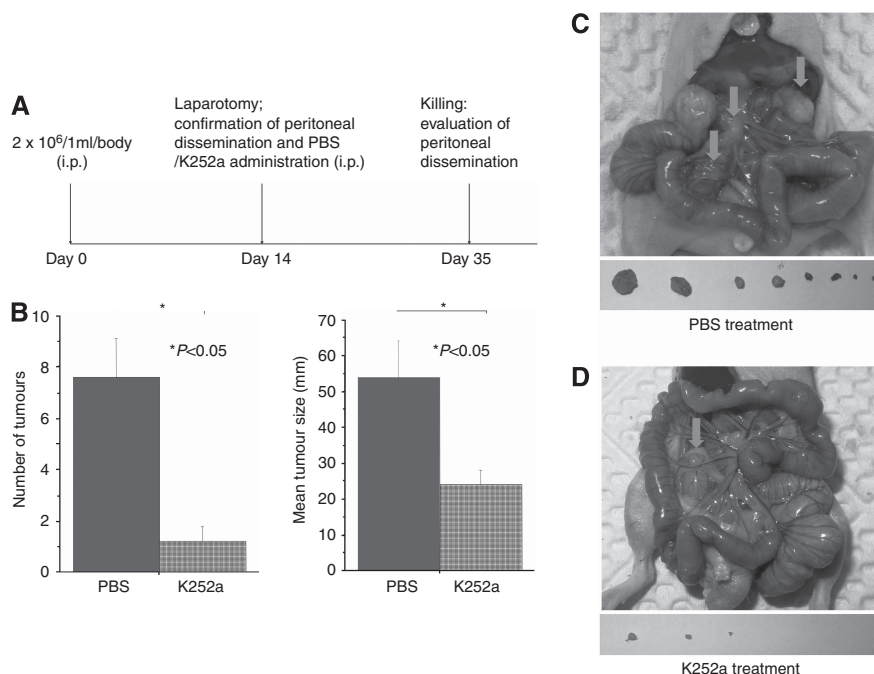 A
2 x 10⁶/1ml/body
(i.p.)
Laparotomy;
confirmation of peritoneal
dissemination and PBS
/K252a administration (i.p.)
Killing:
evaluation of
peritoneal
dissemination
Day 0
Day 14
Day 35
B
Number of tumours
10
8
6
4
2
0
*
*P<0.05
PBS
K252a
Mean tumour size (mm)
70
60
50
40
30
20
10
0
*
*P<0.05
PBS
K252a
C
PBS treatment
D
K252a treatment